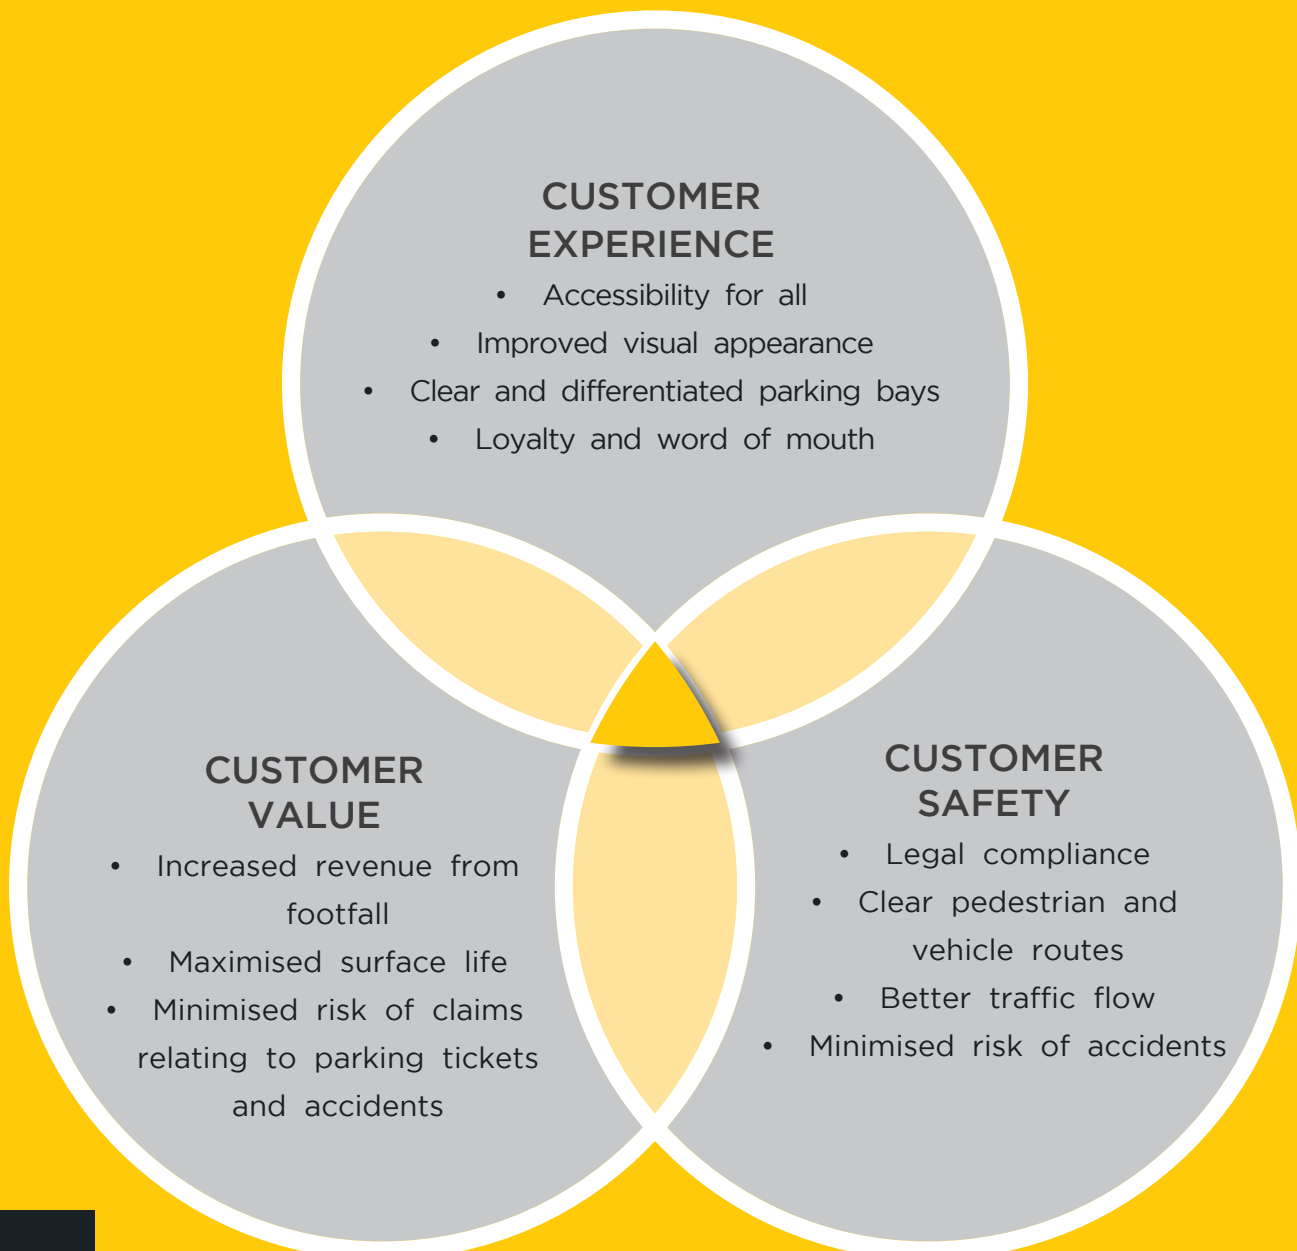 CUSTOMER
EXPERIENCE
• Accessibility for all
• Improved visual appearance
• Clear and differentiated parking bays
• Loyalty and word of mouth
CUSTOMER
VALUE
• Increased revenue from
footfall
• Maximised surface life
• Minimised risk of claims
relating to parking tickets
and accidents
CUSTOMER
SAFETY
• Legal compliance
• Clear pedestrian and
vehicle routes
• Better traffic flow
• Minimised risk of accidents